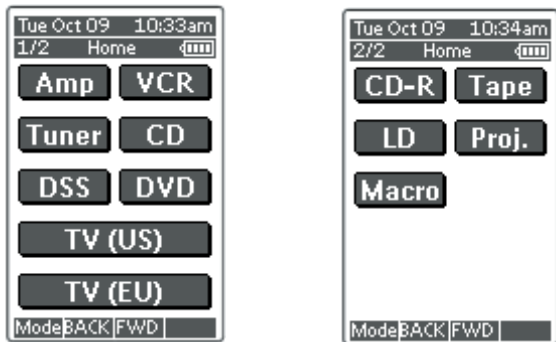 Tue Oct 09 10:33am
1/2 Home
Amp VCR
Tuner CD
DSS DVD
TV (US)
TV (EU)
Mode BACK FWD
Tue Oct 09 10:34am
2/2 Home
CD-R Tape
LD Proj.
Macro
Mode BACK FWD